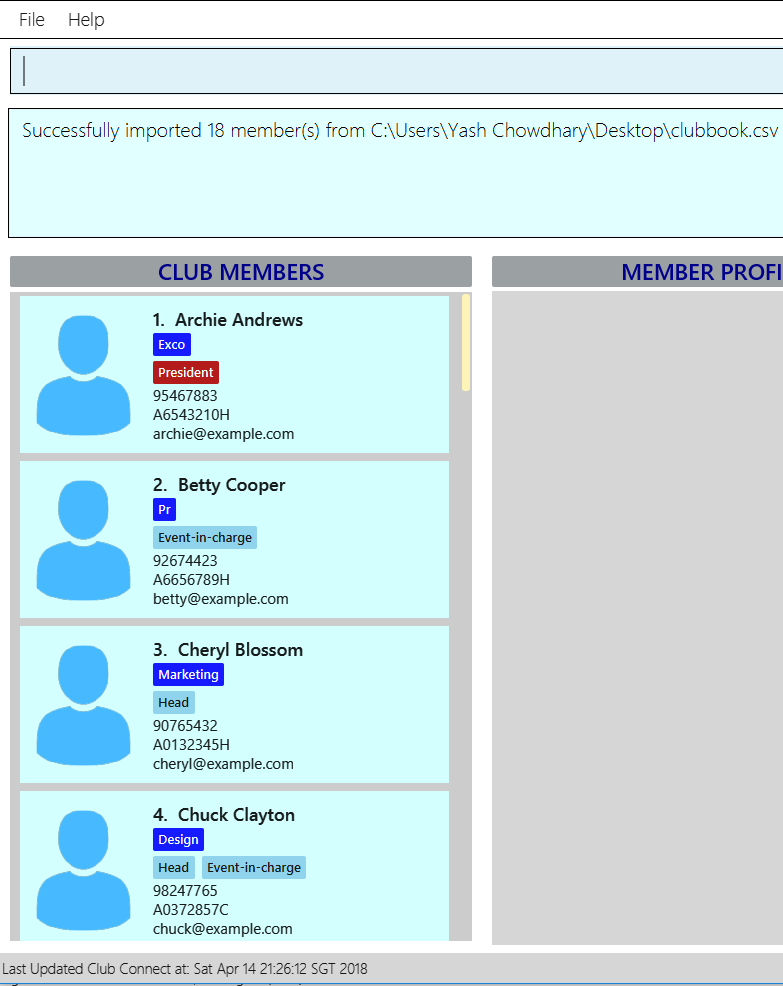 File Help
Successfully imported 18 member(s) from C:\Users\Yash Chowdhary\Desktop\clubbook.csv
CLUB MEMBERS
MEMBER PROFI
1. Archie Andrews
Exco
President
95467883
A6543210H
archie@example.com
2. Betty Cooper
Pr
Event-in-charge
92674423
A6656789H
betty@example.com
3. Cheryl Blossom
Marketing
Head
90765432
A0132345H
cheryl@example.com
4. Chuck Clayton
Design
Head Event-in-charge
98247765
A0372857C
chuck@example.com
Last Updated Club Connect at: Sat Apr 14 21:26:12 SGT 2018